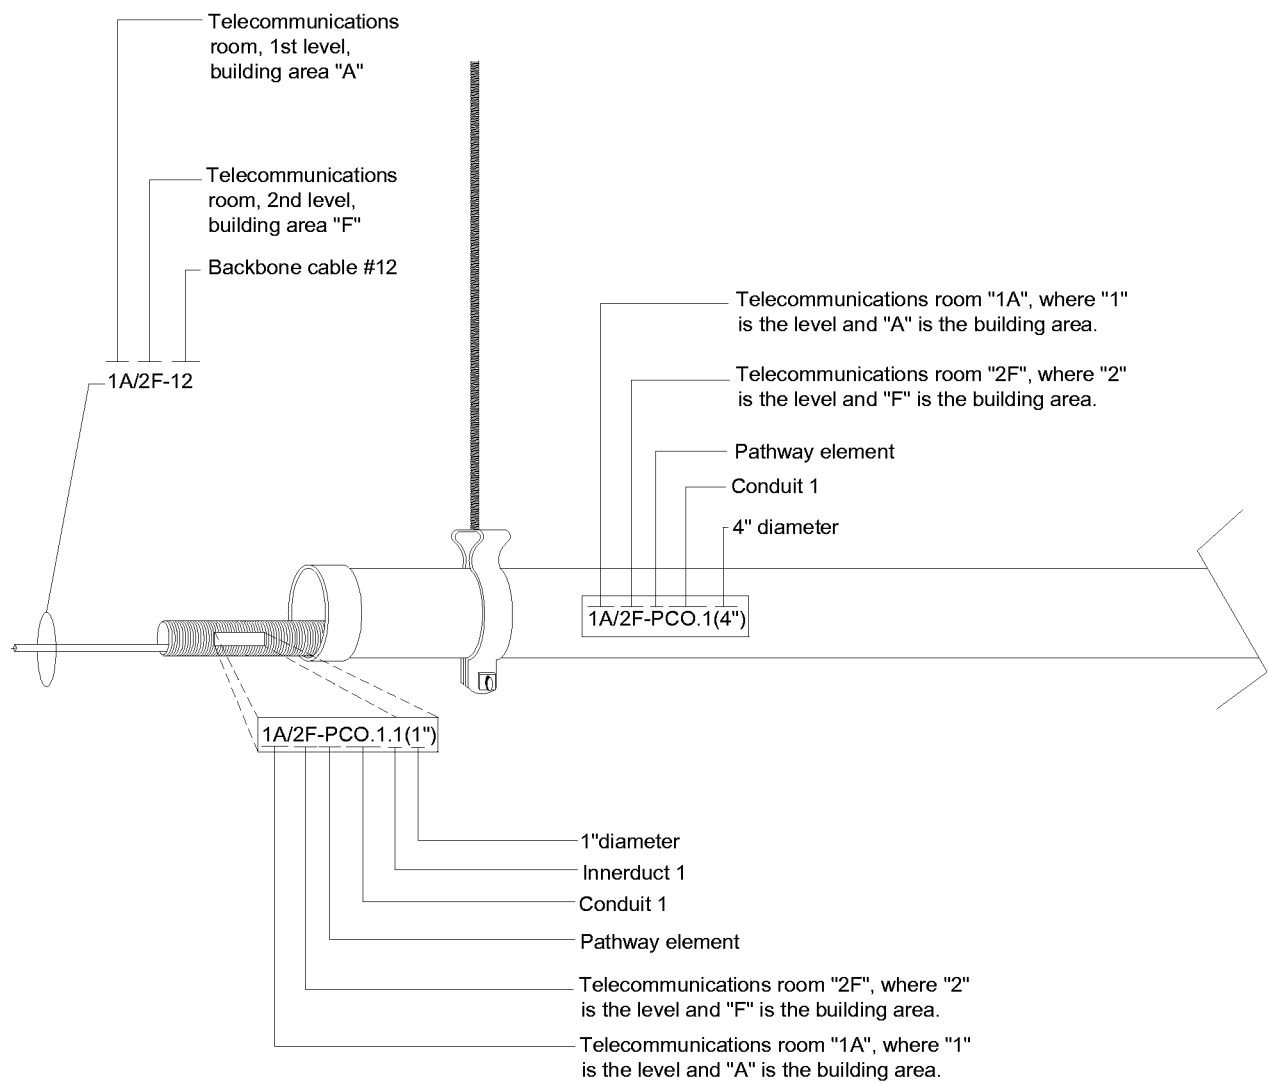 Telecommunications
room, 1st level,
building area "A"
Telecommunications
room, 2nd level,
building area "F"
Backbone cable #12
1A/2F-12
Telecommunications room "1A", where "1"
is the level and "A" is the building area.
Telecommunications room "2F", where "2"
is the level and "F" is the building area.
Pathway element
Conduit 1
4" diameter
1A/2F-PCO.1(4")
1A/2F-PCO.1.1(1")
1"diameter
Innerduct 1
Conduit 1
Pathway element
Telecommunications room "2F", where "2"
is the level and "F" is the building area.
Telecommunications room "1A", where "1"
is the level and "A" is the building area.